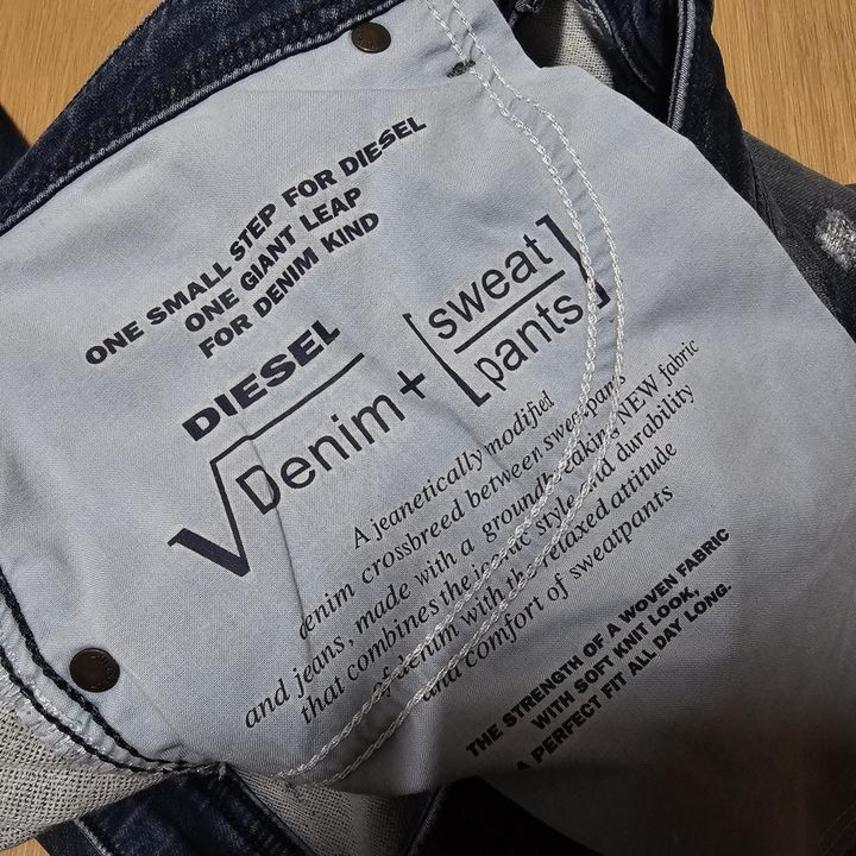 ONE SMALL STEP FOR DIESEL
ONE GIANT LEAP
FOR DENIM KIND
DIESEL
√Denim + [sweat
pants]
A jeanetically modified
denim crossbreed between sweatpants
and jeans, made with a groundbreaking NEW fabric
that combines the iconic style and durability
of denim with the relaxed attitude
and comfort of sweatpants
THE STRENGTH OF A WOVEN FABRIC
WITH SOFT KNIT LOOK,
A PERFECT FIT ALL DAY LONG.